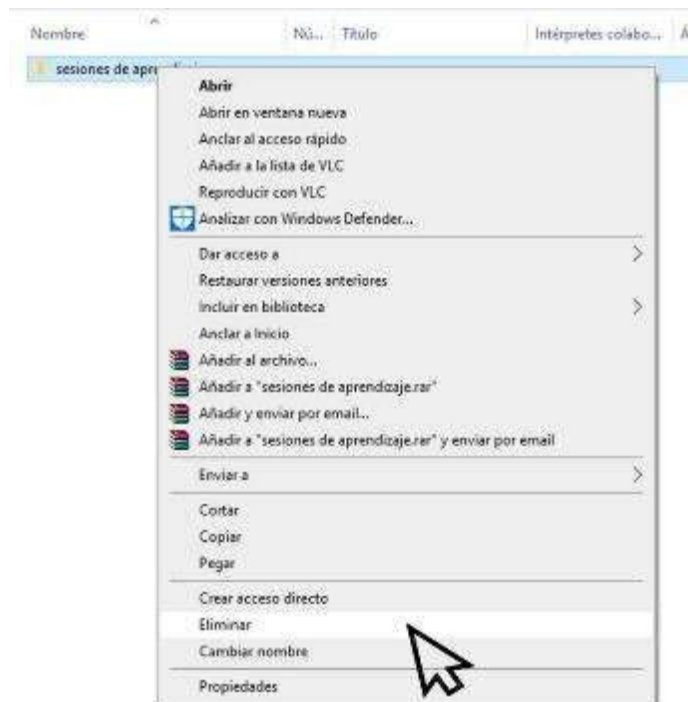 Nombre Nú... Título Intérpretes colabo...
sesiones de apre
Abrir
Abrir en ventana nueva
Anclar al acceso rápido
Añadir a la lista de VLC
Reproducir con VLC
Analizar con Windows Defender...
Dar acceso a
Restaurar versiones anteriores
Incluir en biblioteca
Anclar a Inicio
Añadir al archivo...
Añadir a "sesiones de aprendizaje.rar"
Añadir y enviar por email...
Añadir a "sesiones de aprendizaje.rar" y enviar por email
Enviar a
Cortar
Copiar
Pegar
Crear acceso directo
Eliminar
Cambiar nombre
Propiedades